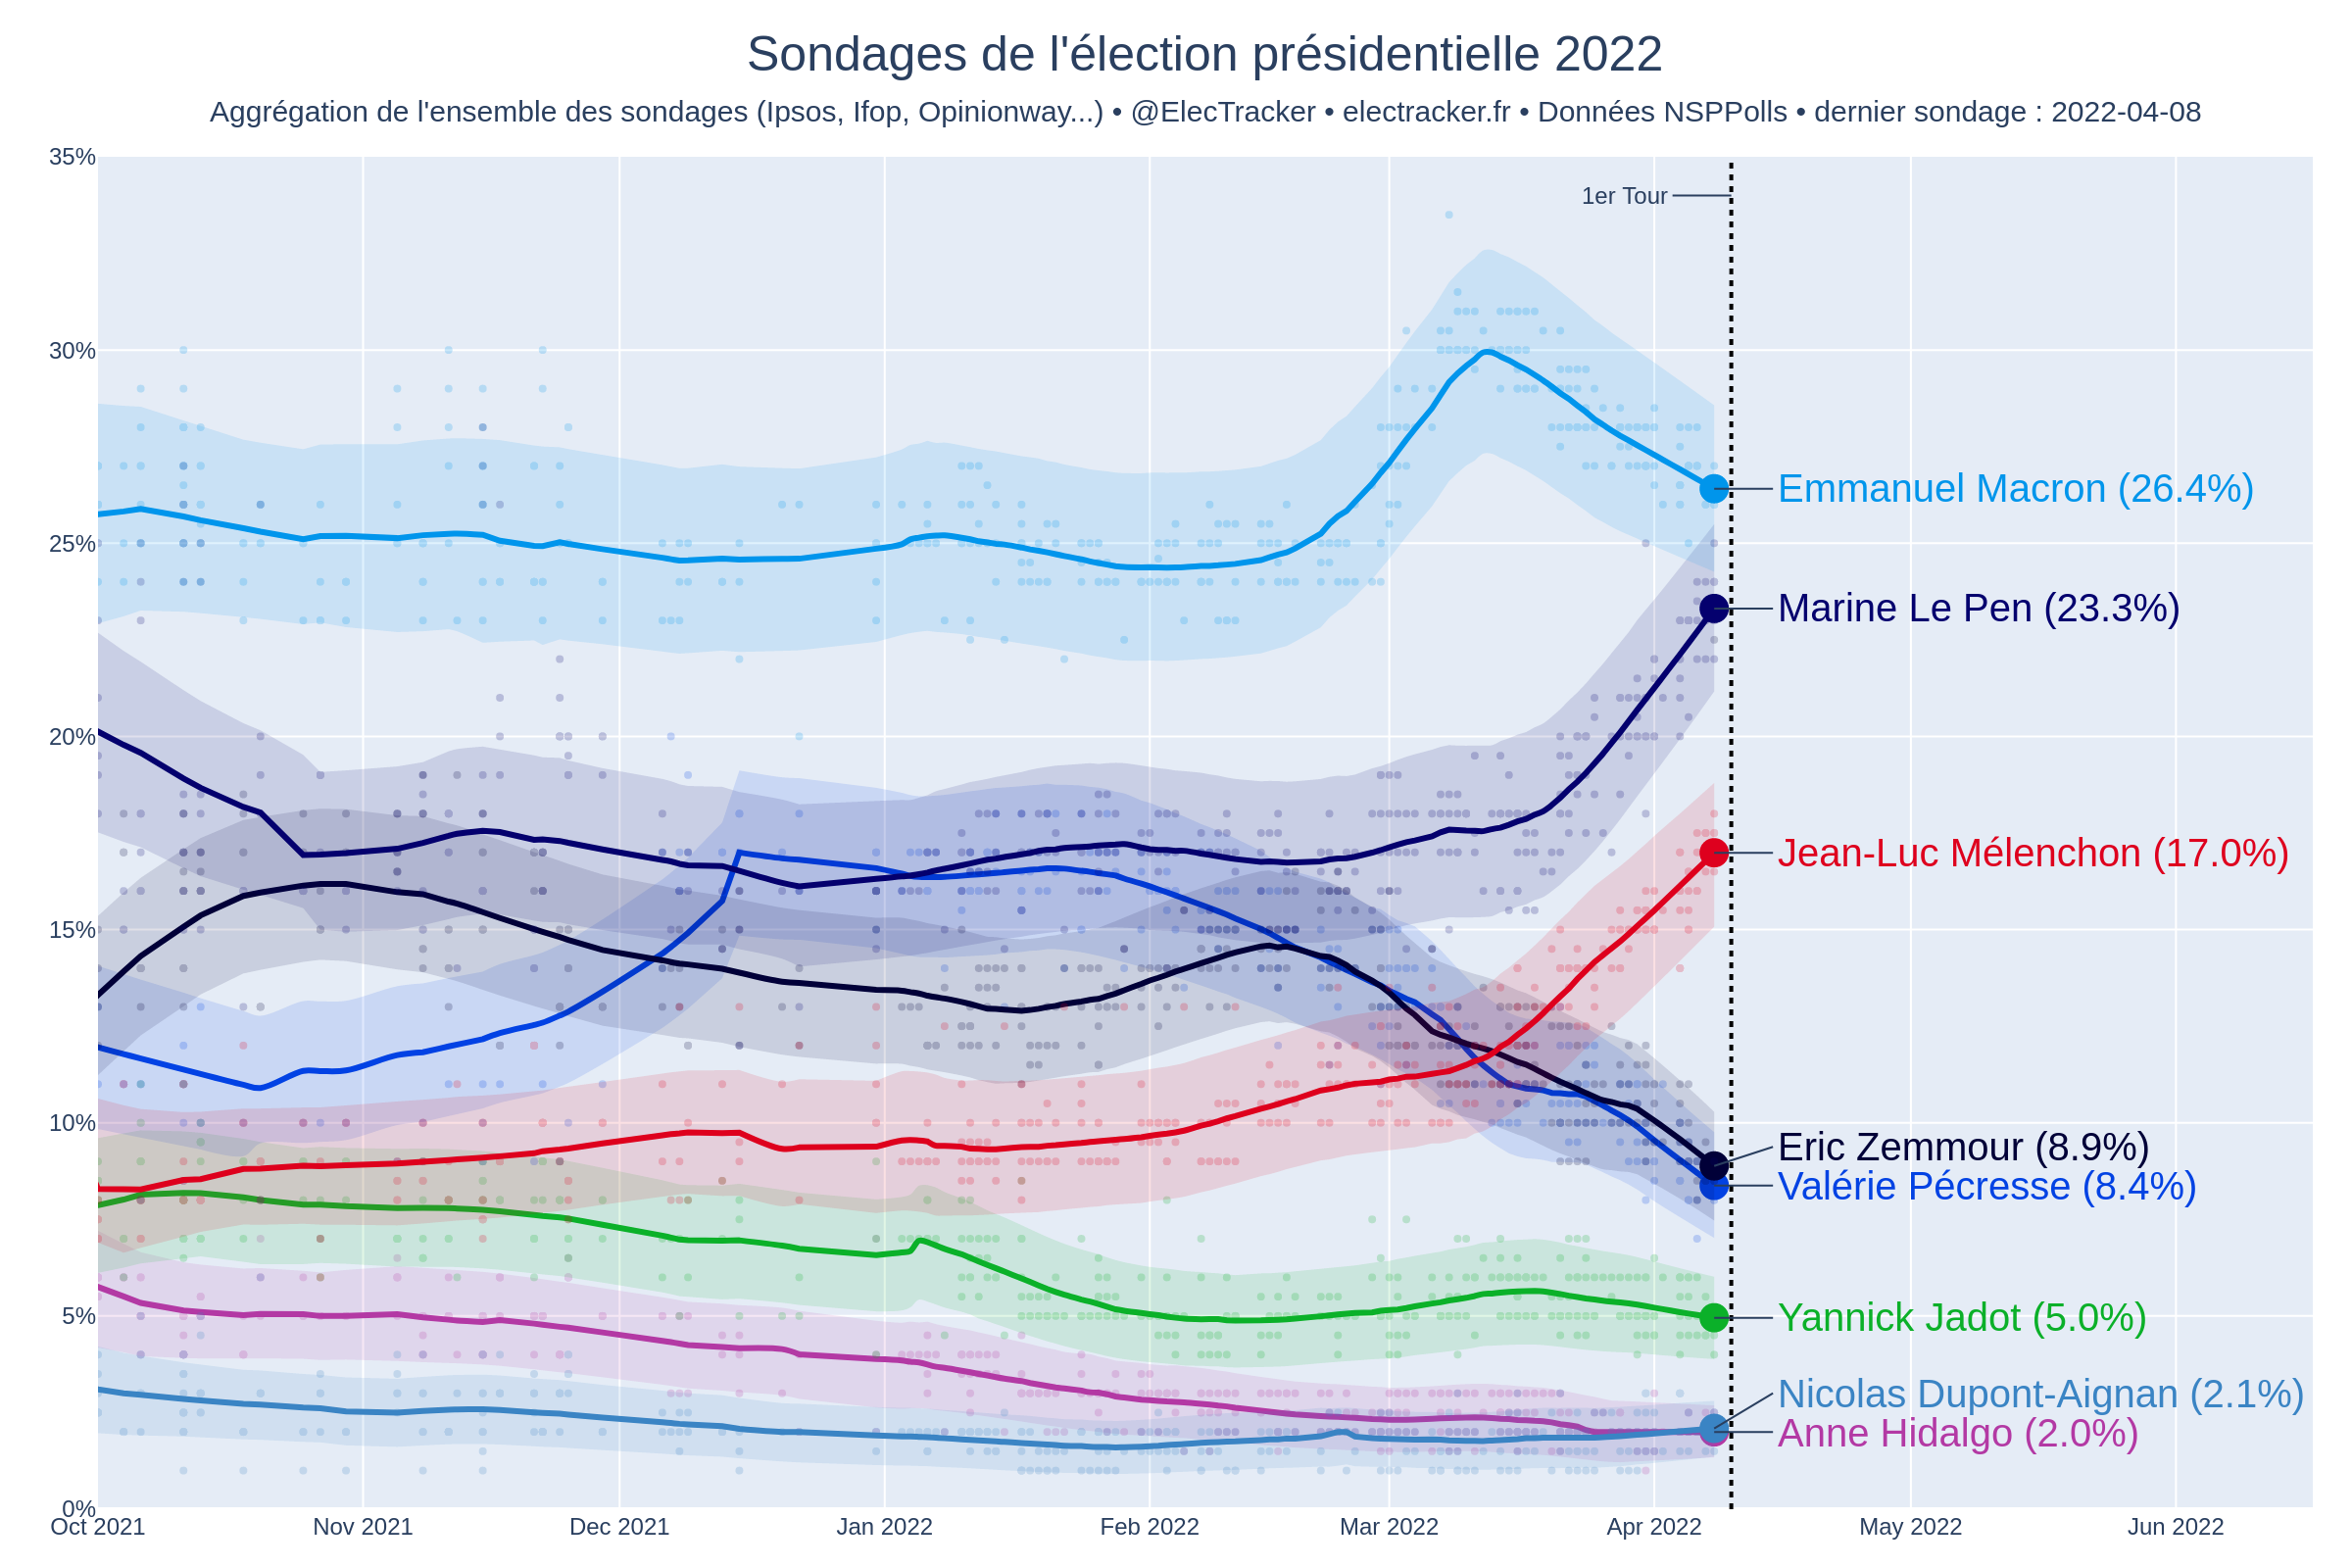 Sondages de l'élection présidentielle 2022
Aggrégation de l'ensemble des sondages (Ipsos, Ifop, Opinionway...) • @ElecTracker • electracker.fr • Données NSPPolls • dernier sondage : 2022-04-08
35%
1er Tour
30%
Emmanuel Macron (26.4%)
25%
Marine Le Pen (23.3%)
20%
Jean-Luc Mélenchon (17.0%)
15%
10%
Eric Zemmour (8.9%)
Valérie Pécresse (8.4%)
5%
Yannick Jadot (5.0%)
Nicolas Dupont-Aignan (2.1%)
Anne Hidalgo (2.0%)
0%
Oct 2021 Nov 2021 Dec 2021 Jan 2022 Feb 2022 Mar 2022 Apr 2022 May 2022 Jun 2022